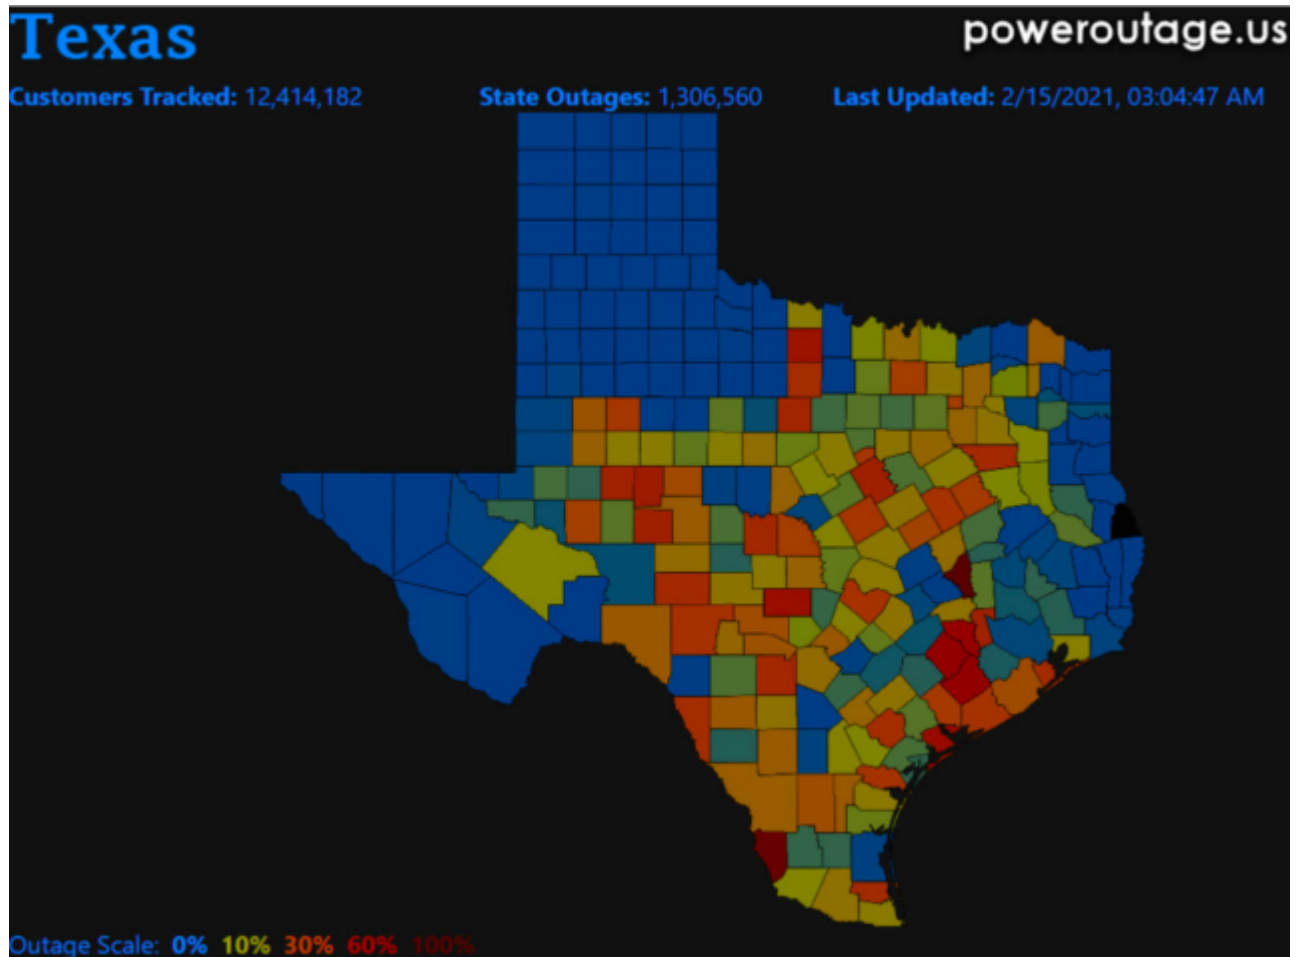 Texas
poweroutage.us
Customers Tracked: 12,414,182 State Outages: 1,306,560 Last Updated: 2/15/2021, 03:04:47 AM
Outage Scale: 0% 10% 30% 60% 100%